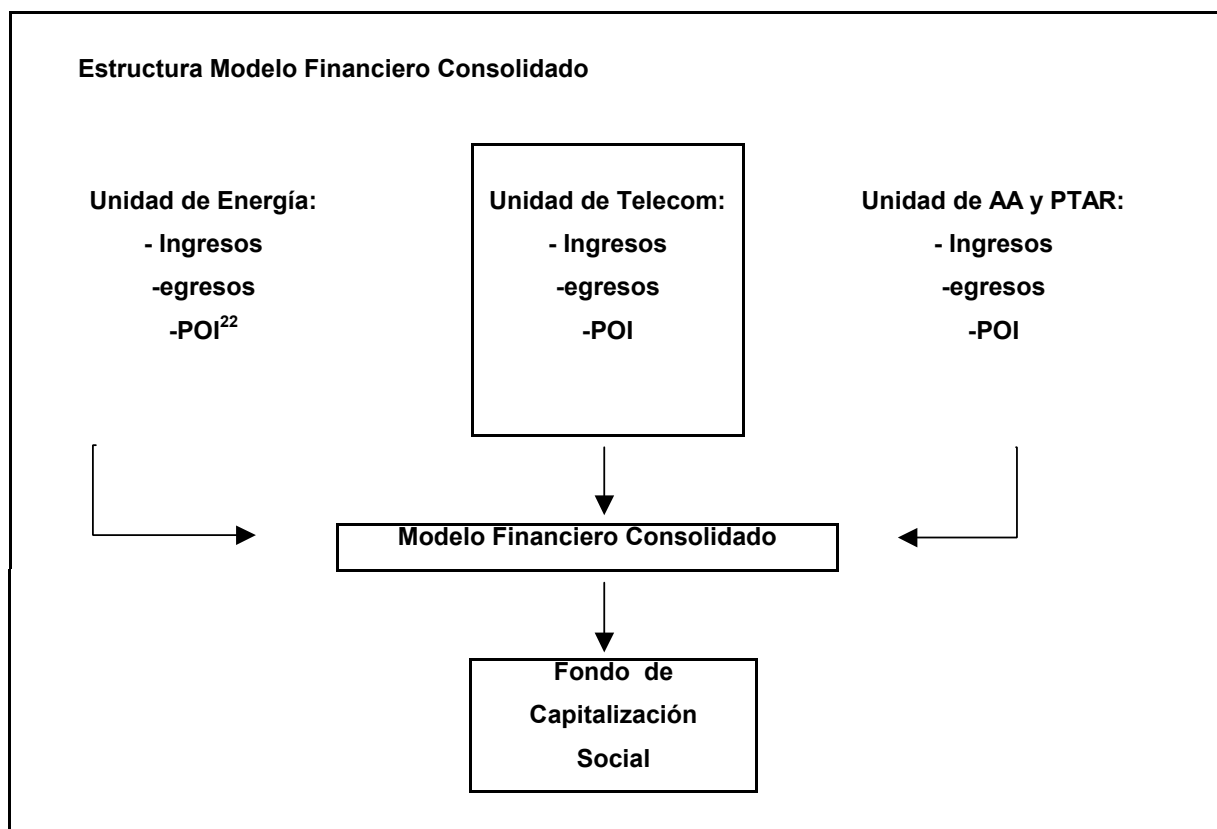 Estructura Modelo Financiero Consolidado
Unidad de Energía:
- Ingresos
-egresos
-POI22
Unidad de Telecom:
- Ingresos
-egresos
-POI
Unidad de AA y PTAR:
- Ingresos
-egresos
-POI
Modelo Financiero Consolidado
Fondo de
Capitalización
Social